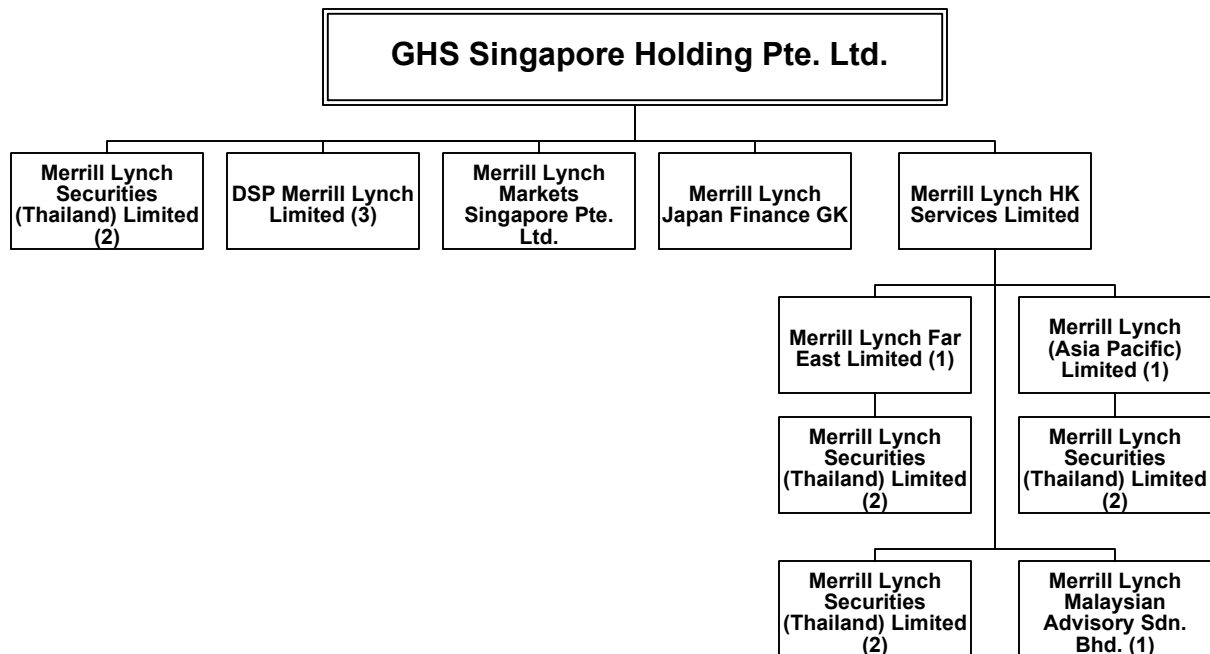 GHS Singapore Holding Pte. Ltd.
Merrill Lynch
Securities
(Thailand) Limited
(2)
DSP Merrill Lynch
Limited (3)
Merrill Lynch
Markets
Singapore Pte.
Ltd.
Merrill Lynch
Japan Finance GK
Merrill Lynch HK
Services Limited
Merrill Lynch Far
East Limited (1)
Merrill Lynch
(Asia Pacific)
Limited (1)
Merrill Lynch
Securities
(Thailand) Limited
(2)
Merrill Lynch
Securities
(Thailand) Limited
(2)
Merrill Lynch
Securities
(Thailand) Limited
(2)
Merrill Lynch
Malaysian
Advisory Sdn.
Bhd. (1)